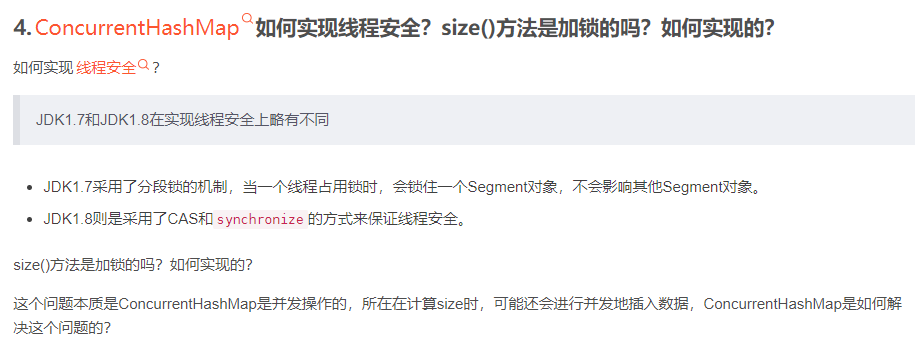 4. ConcurrentHashMap如何实现线程安全？size()方法是加锁的吗？如何实现的？
如何实现 线程安全 ？
JDK1.7和JDK1.8在实现线程安全上略有不同
• JDK1.7采用了分段锁的机制，当一个线程占用锁时，会锁住一个Segment对象，不会影响其他Segment对象。
• JDK1.8则是采用了CAS和 synchronize 的方式来保证线程安全。
size()方法是加锁的吗？如何实现的？
这个问题本质是ConcurrentHashMap是并发操作的，所在在计算size时，可能还会进行并发地插入数据，ConcurrentHashMap是如何解
决这个问题的？